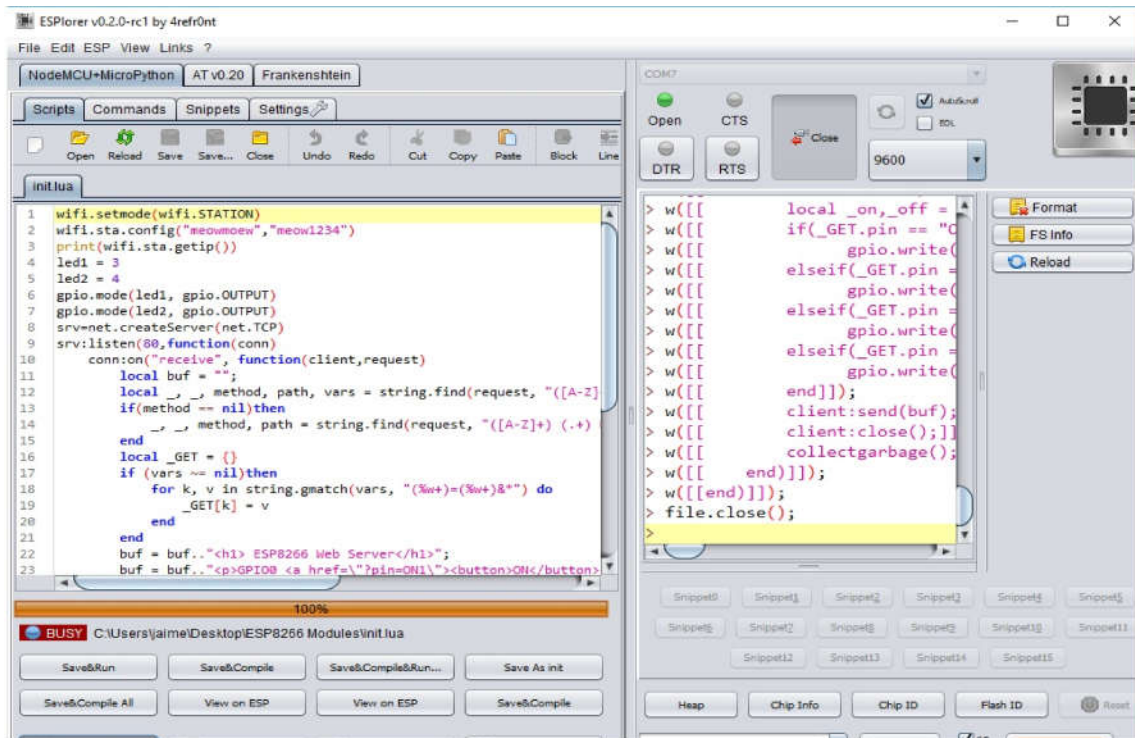 ESPlorer v0.2.0-rc1 by 4refr0nt
File Edit ESP View Links ?
NodeMCU+MicroPython AT v0.20 Frankenshtein
Scripts Commands Snippets Settings
Open Reload Save Save... Close Undo Redo Cut Copy Paste Block Line
init.lua
1 wifi.setmode(wifi.STATION)
2 wifi.sta.config("meowmoew","meow1234")
3 print(wifi.sta.getip())
4 led1 = 3
5 led2 = 4
6 gpio.mode(led1, gpio.OUTPUT)
7 gpio.mode(led2, gpio.OUTPUT)
8 srv=net.createServer(net.TCP)
9 srv:listen(80,function(conn)
10 conn:on("receive", function(client,request)
11 local buf = "";
12 local _, _, method, path, vars = string.find(request, "([A-Z]
13 if(method == nil)then
14 _, _, method, path = string.find(request, "([A-Z]+) (.+)
15 end
16 local _GET = {}
17 if (vars ~= nil)then
18 for k, v in string.gmatch(vars, "(%w+)=(%w+)&*") do
19 _GET[k] = v
20 end
21 end
22 buf = buf.."<h1> ESP8266 Web Server</h1>";
23 buf = buf.."<p>GPIO0 <a href=\"?pin=ON1\"><button>ON</button>
100%
BUSY C:\Users\jaime\Desktop\ESP8266 Modules\init.lua
Save&Run Save&Compile Save&Compile&Run... Save As init
Save&Compile All View on ESP View on ESP Save&Compile
COM7
Open CTS Close AutoScroll
EOL
DTR RTS 9600
> w([[ local _on,_off =
> w([[ if(_GET.pin == "O
> w([[ gpio.write(
> w([[ elseif(_GET.pin =
> w([[ gpio.write(
> w([[ elseif(_GET.pin =
> w([[ gpio.write(
> w([[ elseif(_GET.pin =
> w([[ gpio.write(
> w([[ end]]);
> w([[ client:send(buf);
> w([[ client:close();]]
> w([[ collectgarbage();
> w([[ end)]]);
> w([[end)]]);
> file.close();
>
Format
FS Info
Reload
Snippet0 Snippet1 Snippet2 Snippet3 Snippet4 Snippet5
Snippet6 Snippet7 Snippet8 Snippet9 Snippet10 Snippet11
Snippet12 Snippet13 Snippet14 Snippet15
Heap Chip Info Chip ID Flash ID Reset